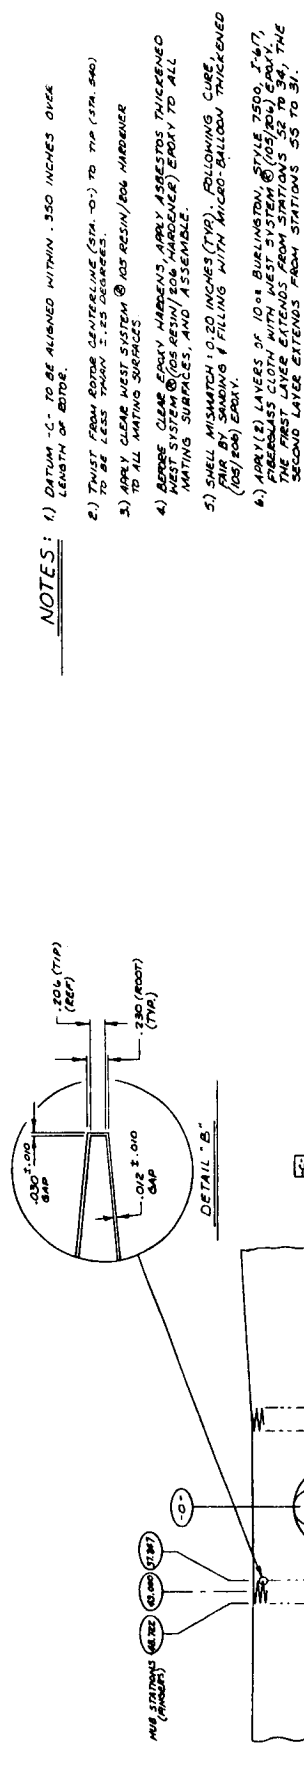 NOTES:
1.) DATUM -C- TO BE ALIGNED WITHIN .350 INCHES OVER
LENGTH OF ROTOR.
2.) TWIST FROM ROTOR CENTERLINE (STA. -0-) TO TIP (STA. 540)
TO BE LESS THAN ±.25 DEGREES.
3.) APPLY CLEAR WEST SYSTEM ® 105 RESIN/206 HARDENER
TO ALL MATING SURFACES
4.) BEFORE CLEAR EPOXY HARDENS, APPLY ASBESTOS THICKENED
WEST SYSTEM ® (105 RESIN/206 HARDENER) EPOXY TO ALL
MATING SURFACES, AND ASSEMBLE.
5.) SHELL MISMATCH: 0.20 INCHES (TYP). FOLLOWING CURE,
FAIR BY SANDING & FILLING WITH MICRO-BALLOON THICKENED
(105/206) EPOXY.
6.) APPLY (2) LAYERS OF 10 OZ BURLINGTON, STYLE 7500, I-67,
FIBERGLASS CLOTH WITH WEST SYSTEM ® (105/206) EPOXY.
THE FIRST LAYER EXTENDS FROM STATIONS 52 TO 34, THE
SECOND LAYER EXTENDS FROM STATIONS 55 TO 31.
.206 (TIP)
(REF)
.230 (ROOT)
(TYP.)
.030 ±.010
GAP
.012 ±.010
GAP
DETAIL "B"
-C-
-0-
HUB STATIONS
(FINGERS)
43.000